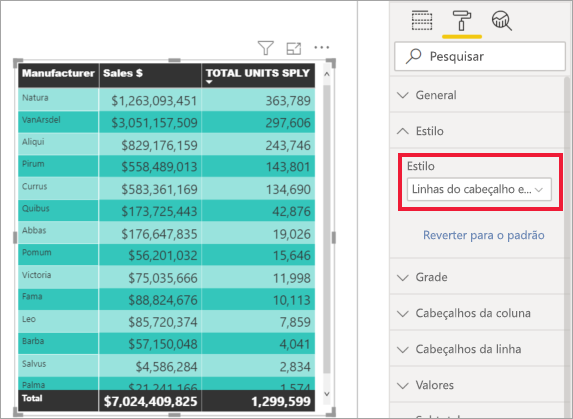 Manufacturer Sales $ TOTAL UNITS SPLY
Natura $1,263,093,451 363,789
VanArsdel $3,051,157,509 297,606
Aliqui $829,176,159 243,746
Pirum $558,489,013 143,801
Currus $583,361,169 134,690
Quibus $173,725,443 42,876
Abbas $176,647,835 19,026
Pomum $56,201,032 15,646
Victoria $75,035,666 11,998
Fama $88,824,676 10,113
Leo $85,720,374 7,859
Barba $57,150,048 4,041
Salvus $4,586,284 2,834
Palma $21,241,166 1,574
Total $7,024,409,825 1,299,599
Pesquisar
General
Estilo
Estilo
Linhas do cabeçalho e...
Reverter para o padrão
Grade
Cabeçalhos da coluna
Cabeçalhos da linha
Valores